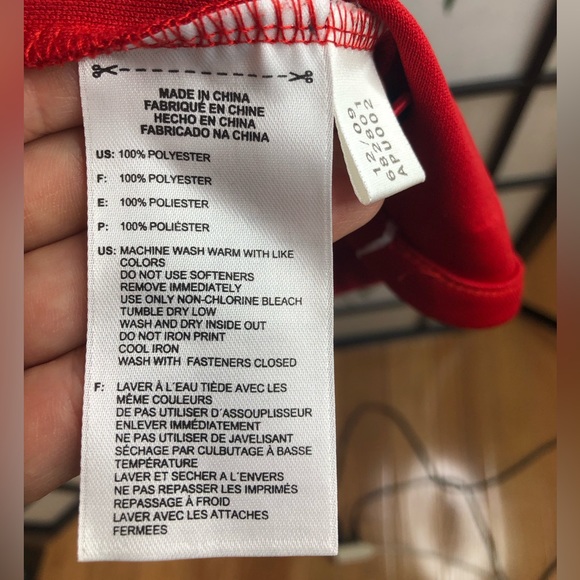 MADE IN CHINA
FABRIQUÉ EN CHINE
HECHO EN CHINA
FABRICADO NA CHINA
US: 100% POLYESTER
F: 100% POLYESTER
E: 100% POLIÉSTER
P: 100% POLIÉSTER
US: MACHINE WASH WARM WITH LIKE
COLORS
DO NOT USE SOFTENERS
REMOVE IMMEDIATELY
USE ONLY NON-CHLORINE BLEACH
TUMBLE DRY LOW
WASH AND DRY INSIDE OUT
DO NOT IRON PRINT
COOL IRON
WASH WITH FASTENERS CLOSED
F: LAVER À L'EAU TIÈDE AVEC LES
MÊME COULEURS
DE PAS UTILISER D'ASSOUPLISEUR
ENLEVER IMMÉDIATEMENT
NE PAS UTILISER DE JAVELISANT
SÉCHAGE PAR CULBUTAGE À BASSE
TEMPÉRATURE
LAVER ET SECHER A L'ENVERS
NE PAS REPASSER LES IMPRIMÉS
REPASSAGE À FROID
LAVER AVEC LES ATTACHES
FERMEES
12/09
6APU002